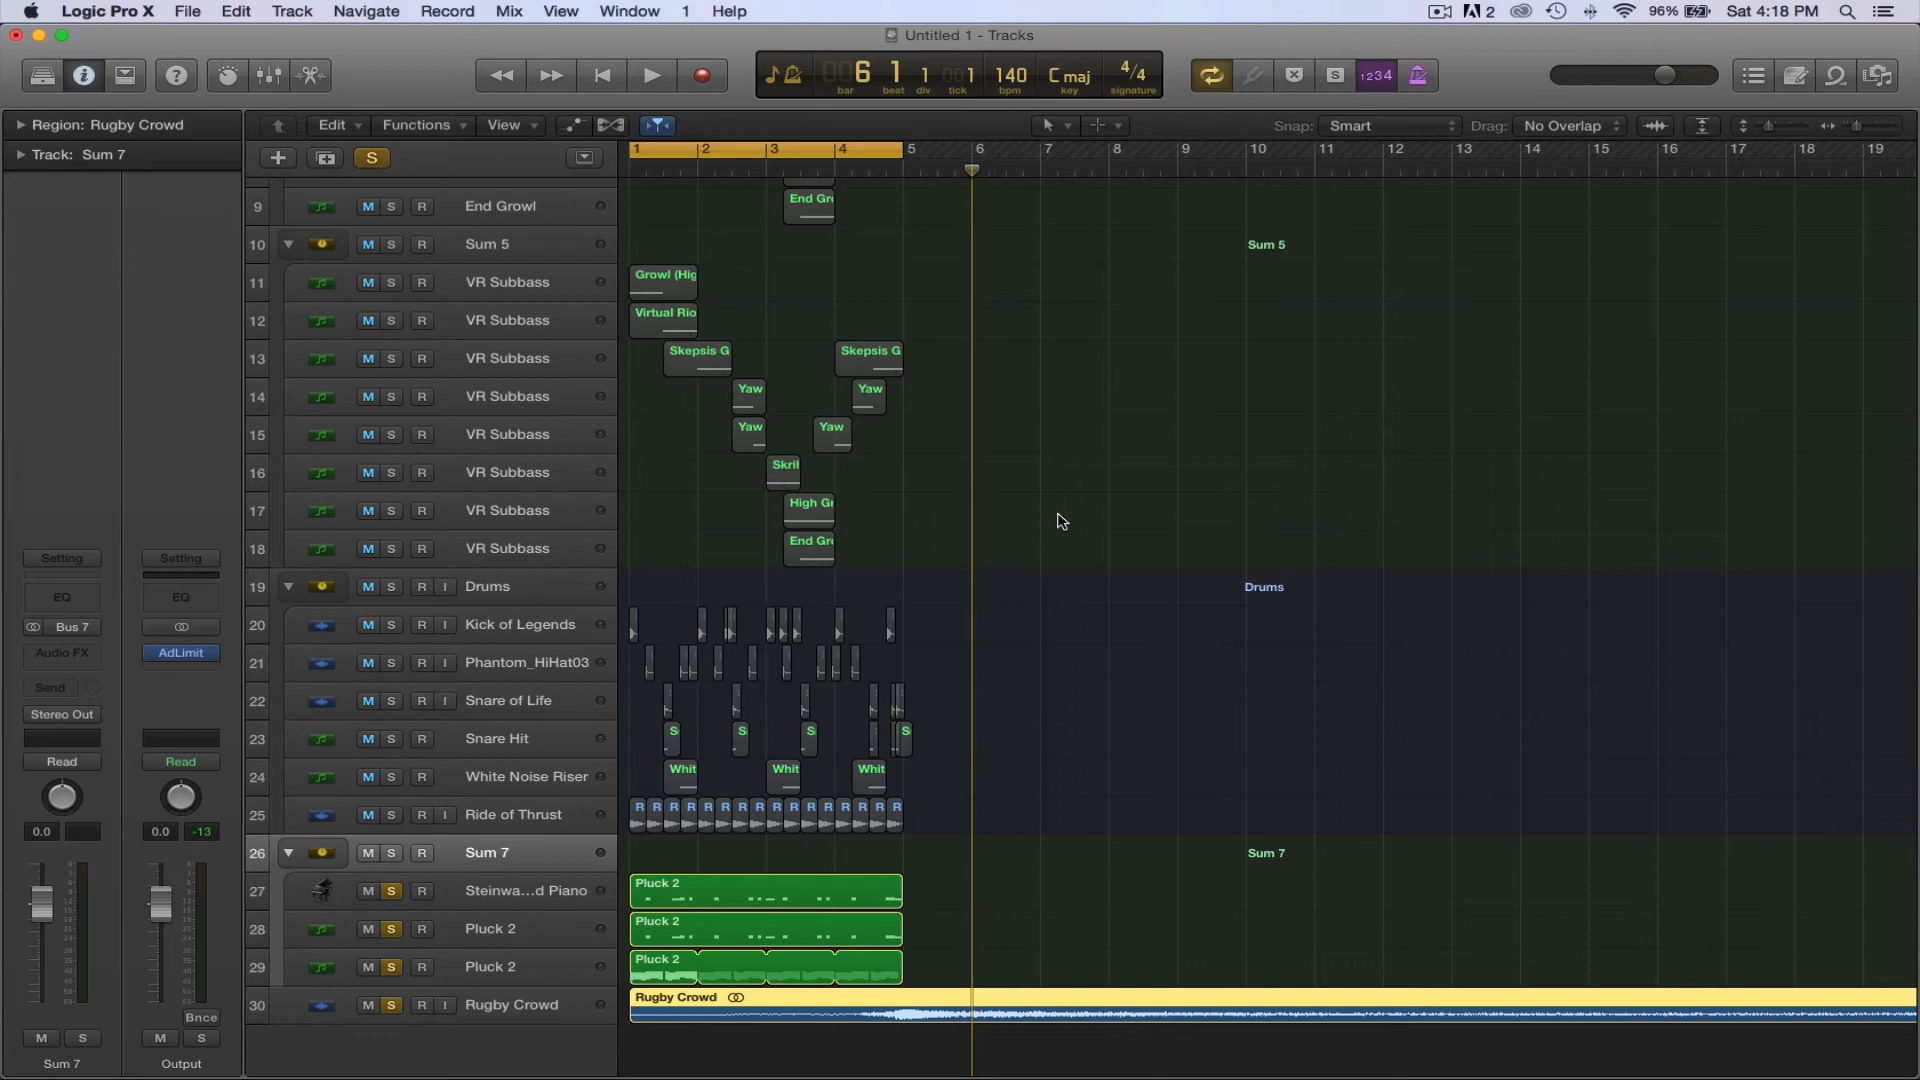 Logic Pro X File Edit Track Navigate Record Mix View Window 1 Help 2 96% Sat 4:18 PM
Untitled 1 - Tracks
6 1 1 1 140 C maj 4/4
bar beat div tick bpm key signature
S 1234
Region: Rugby Crowd
Edit Functions View Snap: Smart Drag: No Overlap
Track: Sum 7
S
1 2 3 4 5 6 7 8 9 10 11 12 13 14 15 16 17 18 19
9 M S R End Growl End Gr
10 M S R Sum 5 Sum 5
11 M S R VR Subbass Growl (Hig
12 M S R VR Subbass Virtual Rio
13 M S R VR Subbass Skepsis G Skepsis G
14 M S R VR Subbass Yaw Yaw
15 M S R VR Subbass Yaw Yaw
16 M S R VR Subbass Skril
17 M S R VR Subbass High Gr
18 M S R VR Subbass End Gr
19 M S R I Drums Drums
20 M S R I Kick of Legends
21 M S R I Phantom_HiHat03
22 M S R I Snare of Life
23 M S R Snare Hit S S S S
24 M S R White Noise Riser Whit Whit Whit
25 M S R I Ride of Thrust R R R R R R R R R R R R R R R R
26 M S R Sum 7 Sum 7
27 M S R Steinwa...d Piano Pluck 2
28 M S R Pluck 2 Pluck 2
29 M S R Pluck 2 Pluck 2
30 M S R I Rugby Crowd Rugby Crowd
Setting Setting
EQ EQ
Bus 7
Audio FX AdLimit
Send
Stereo Out
Read Read
0.0 0.0 -13
Bnce
M S M S
Sum 7 Output